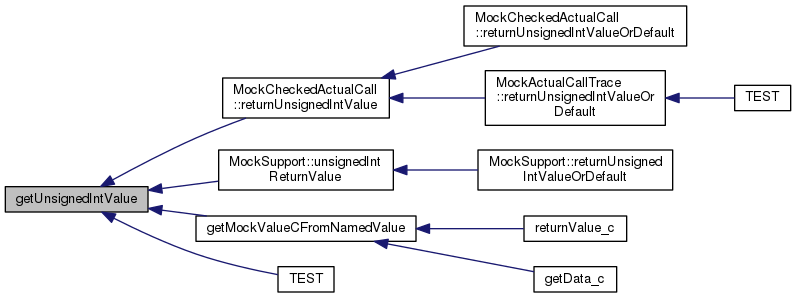 MockCheckedActualCall
::returnUnsignedIntValueOrDefault
MockCheckedActualCall
::returnUnsignedIntValue
MockActualCallTrace
::returnUnsignedIntValueOr
Default
TEST
MockSupport::unsignedInt
ReturnValue
MockSupport::returnUnsigned
IntValueOrDefault
getUnsignedIntValue
getMockValueCFromNamedValue
returnValue_c
TEST
getData_c